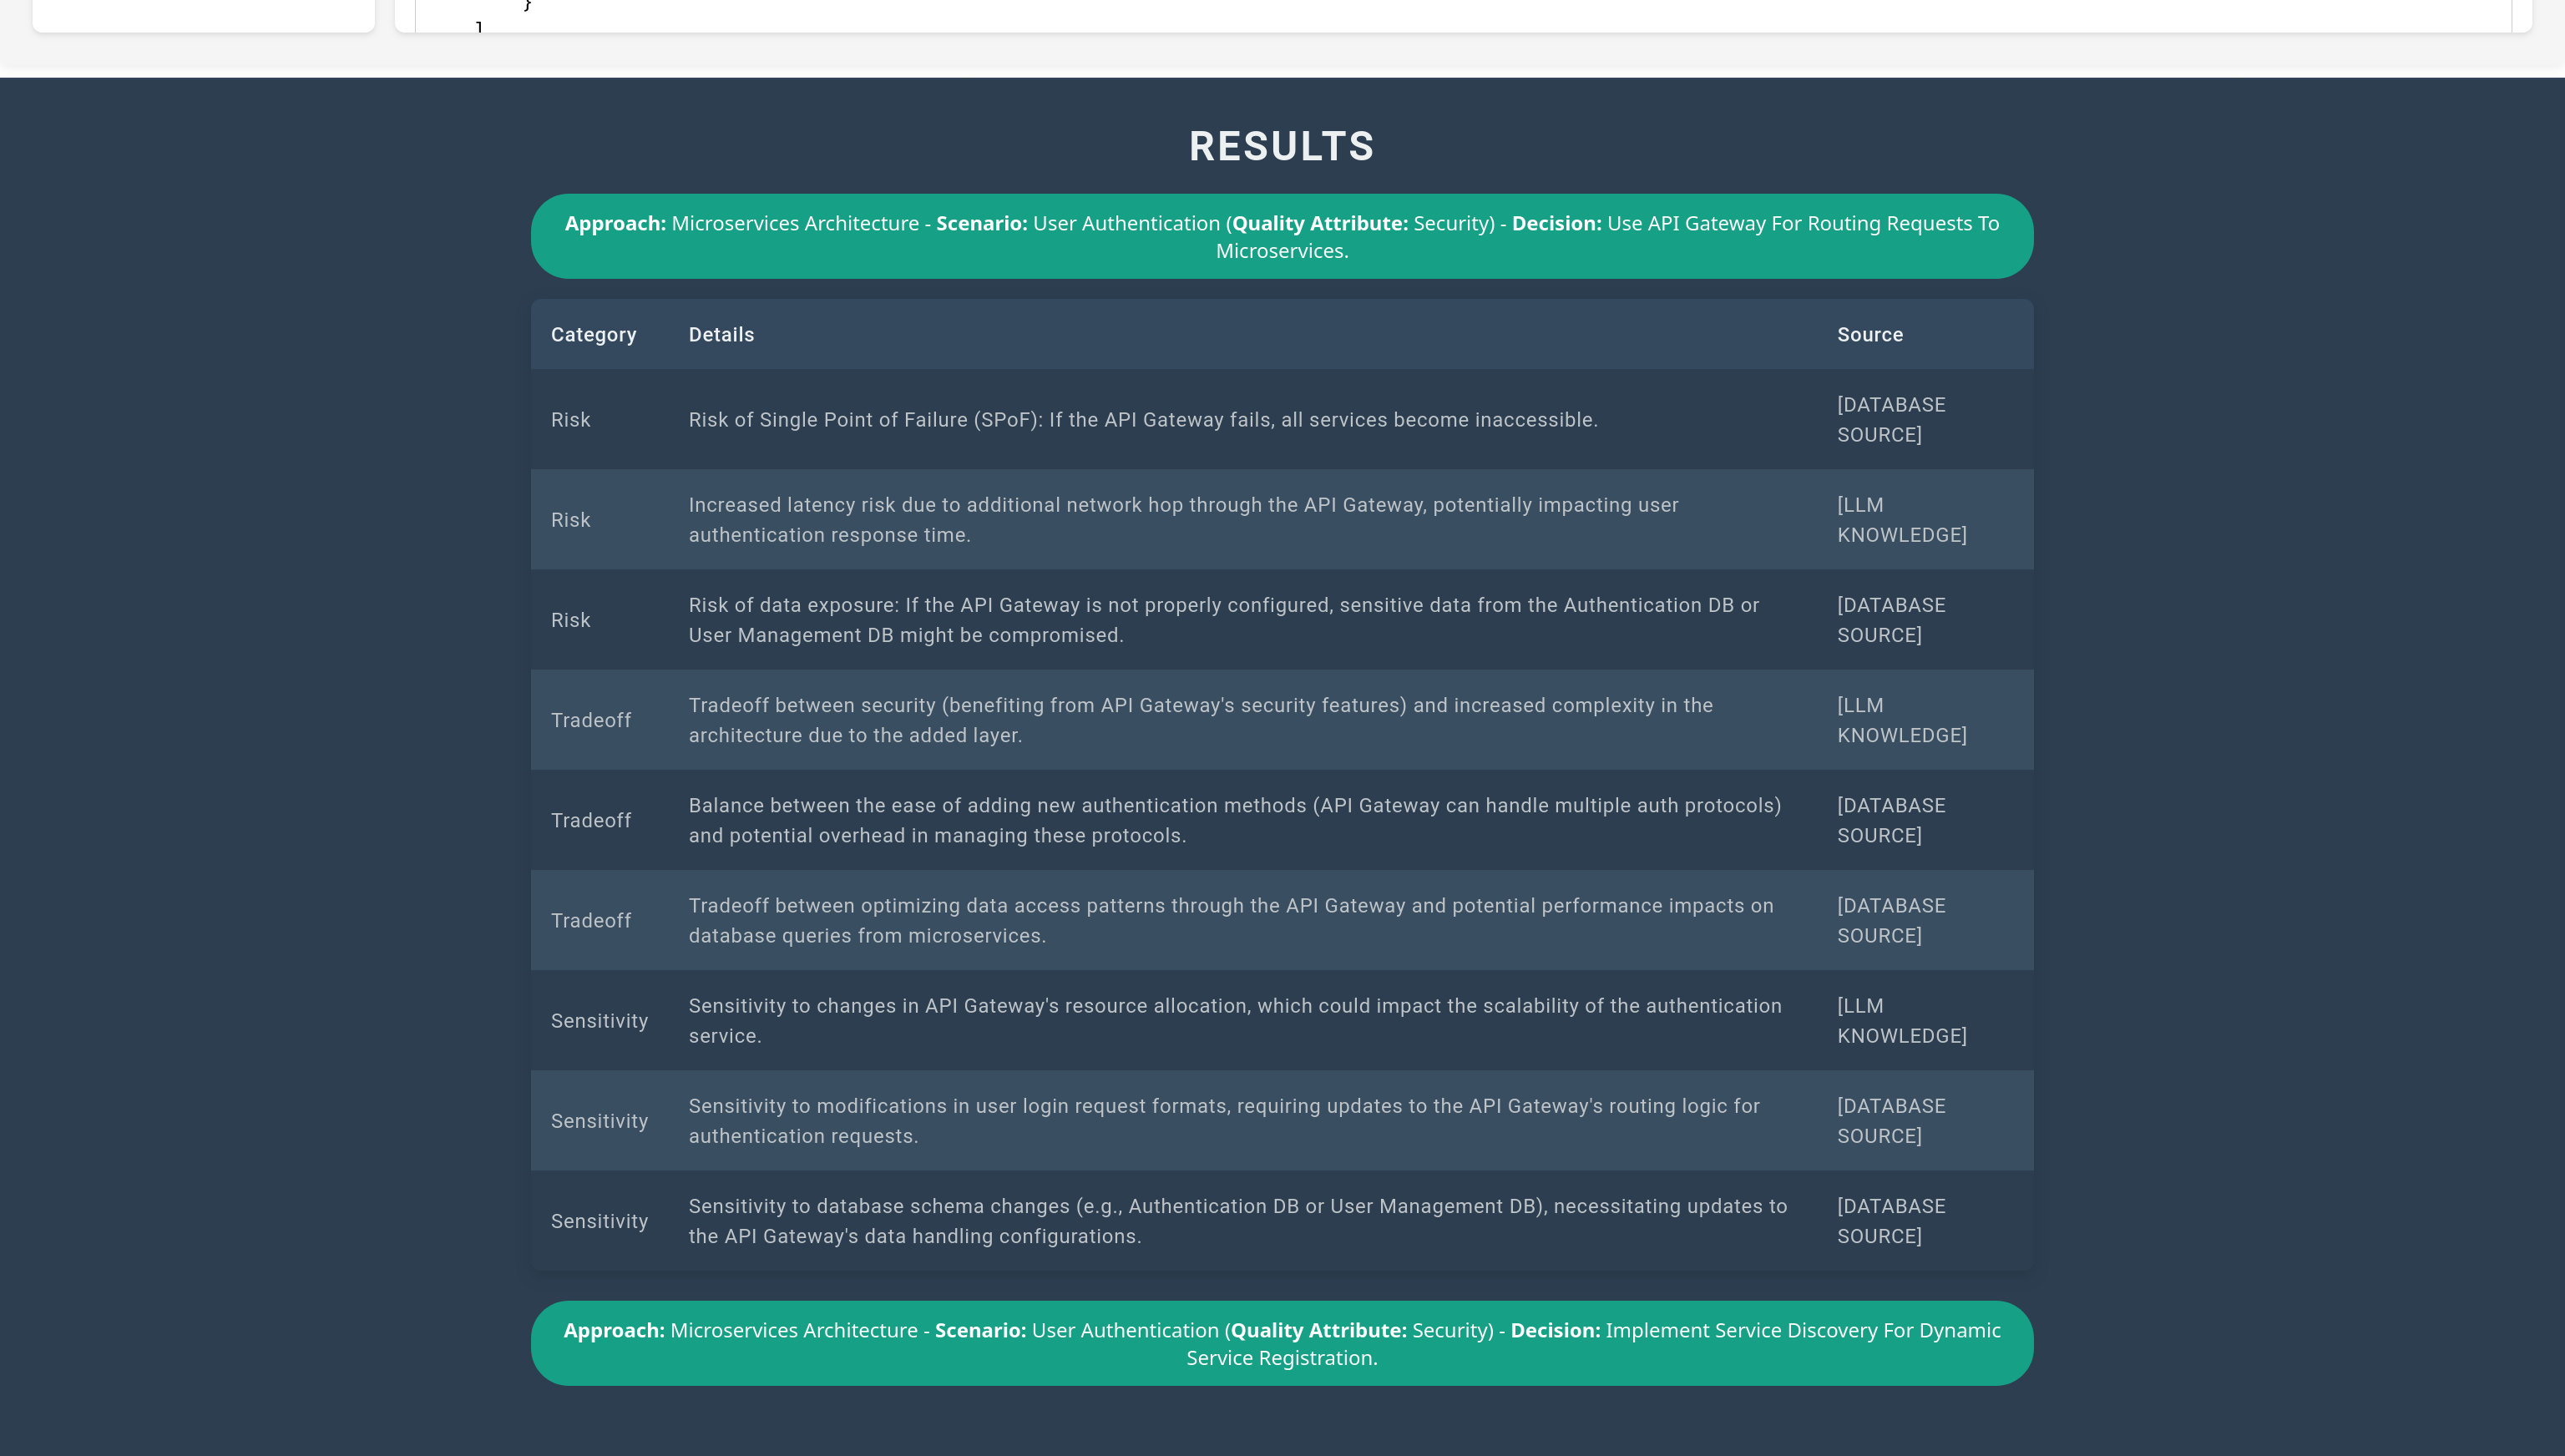 }
]
RESULTS
Approach: Microservices Architecture - Scenario: User Authentication (Quality Attribute: Security) - Decision: Use API Gateway For Routing Requests To
Microservices.
Category Details Source
Risk Risk of Single Point of Failure (SPoF): If the API Gateway fails, all services become inaccessible. [DATABASE
SOURCE]
Risk Increased latency risk due to additional network hop through the API Gateway, potentially impacting user
authentication response time. [LLM
KNOWLEDGE]
Risk Risk of data exposure: If the API Gateway is not properly configured, sensitive data from the Authentication DB or
User Management DB might be compromised. [DATABASE
SOURCE]
Tradeoff Tradeoff between security (benefiting from API Gateway's security features) and increased complexity in the
architecture due to the added layer. [LLM
KNOWLEDGE]
Tradeoff Balance between the ease of adding new authentication methods (API Gateway can handle multiple auth protocols)
and potential overhead in managing these protocols. [DATABASE
SOURCE]
Tradeoff Tradeoff between optimizing data access patterns through the API Gateway and potential performance impacts on
database queries from microservices. [DATABASE
SOURCE]
Sensitivity Sensitivity to changes in API Gateway's resource allocation, which could impact the scalability of the authentication
service. [LLM
KNOWLEDGE]
Sensitivity Sensitivity to modifications in user login request formats, requiring updates to the API Gateway's routing logic for
authentication requests. [DATABASE
SOURCE]
Sensitivity Sensitivity to database schema changes (e.g., Authentication DB or User Management DB), necessitating updates to
the API Gateway's data handling configurations. [DATABASE
SOURCE]
Approach: Microservices Architecture - Scenario: User Authentication (Quality Attribute: Security) - Decision: Implement Service Discovery For Dynamic
Service Registration.